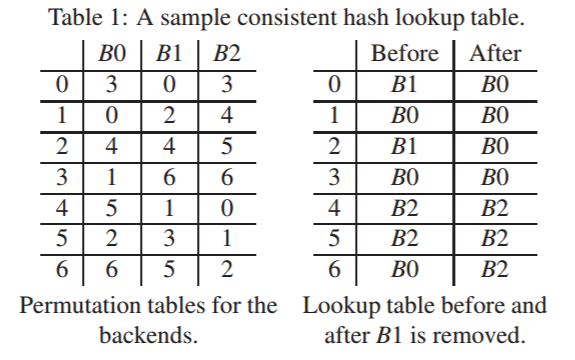 Table 1: A sample consistent hash lookup table.
B0 B1 B2
0 3 0 3
1 0 2 4
2 4 4 5
3 1 6 6
4 5 1 0
5 2 3 1
6 6 5 2
Permutation tables for the
backends.
Before After
0 B1 B0
1 B0 B0
2 B1 B0
3 B0 B0
4 B2 B2
5 B2 B2
6 B0 B2
Lookup table before and
after B1 is removed.